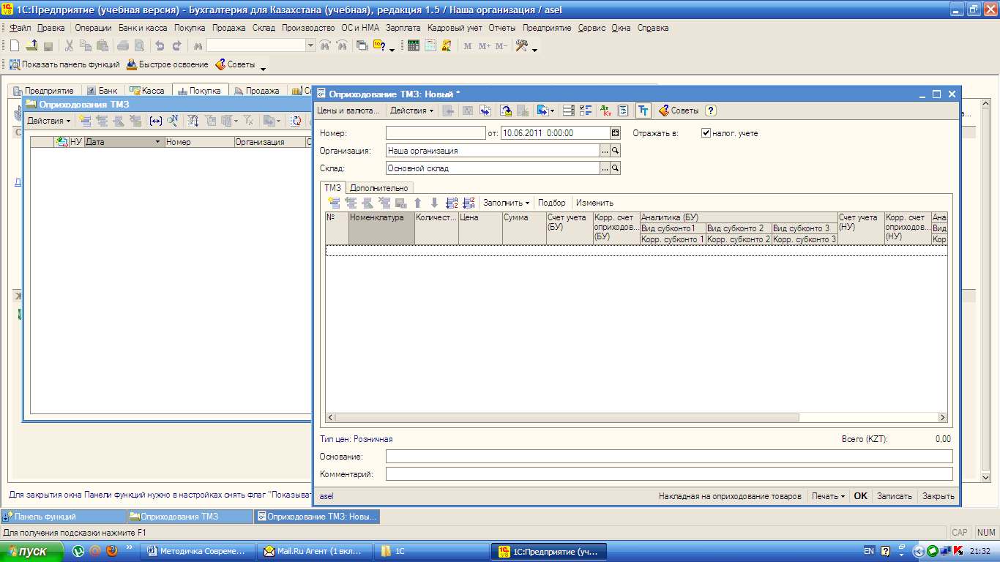 1С:Предприятие (учебная версия) - Бухгалтерия для Казахстана (учебная), редакция 1.5 / Наша организация / asel
Файл Правка Операции Банк и касса Покупка Продажа Склад Производство ОС и НМА Зарплата Кадровый учет Отчеты Предприятие Сервис Окна Справка
M M+ M-
Показать панель функций Быстрое освоение Советы
Предприятие Банк Касса Покупка Продажа
Оприходования ТМЗ
Действия
НУ Дата Номер Организация
Оприходование ТМЗ: Новый *
Цены и валюта... Действия Советы
Номер: от: 10.06.2011 0:00:00 Отражать в: налог. учете
Организация: Наша организация
Склад: Основной склад
ТМЗ Дополнительно
Заполнить Подбор Изменить
№ Номенклатура Количест... Цена Сумма Счет учета (БУ) Корр. счет оприходов... (БУ) Аналитика (БУ) Счет учета (НУ) Корр. счет оприходов... (НУ) Ана
Вид субконто1 Вид субконто 2 Вид субконто 3 Вид
Корр. субконто 1 Корр. субконто 2 Корр. субконто 3 Кор
Тип цен: Розничная Всего (KZT): 0,00
Основание:
Комментарий:
asel Накладная на оприходование товаров Печать OK Записать Закрыть
Для закрытия окна Панели функций нужно в настройках снять флаг "Показыват
Панель функций Оприходования ТМЗ Оприходование ТМЗ: Новы...
Для получения подсказки нажмите F1 CAP NUM
пуск Методичка Совреме... Mail.Ru Агент (1 вкл... 1С 1С:Предприятие (уч... EN 21:32